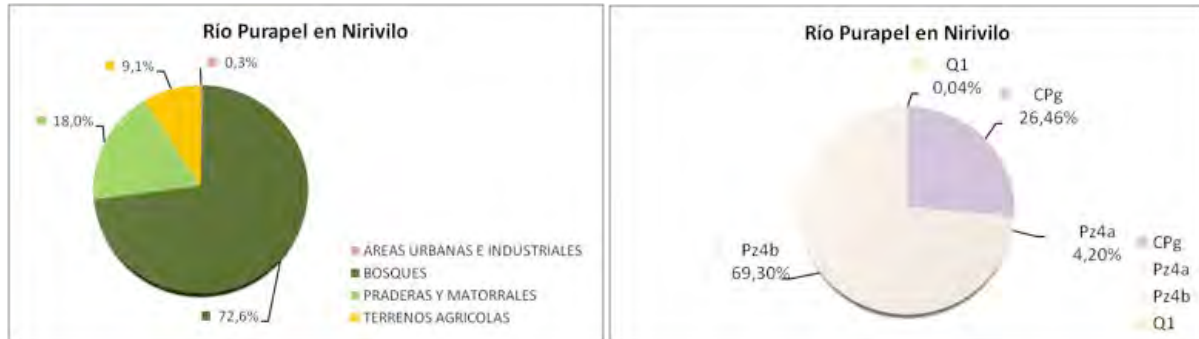 Río Purapel en Nirivilo
9,1%
0,3%
18,0%
ÁREAS URBANAS E INDUSTRIALES
BOSQUES
PRADERAS Y MATORRALES
TERRENOS AGRICOLAS
72,6%
Río Purapel en Nirivilo
Q1
0,04%
CPg
26,46%
Pz4a
4,20%
Pz4b
69,30%
CPg
Pz4a
Pz4b
Q1